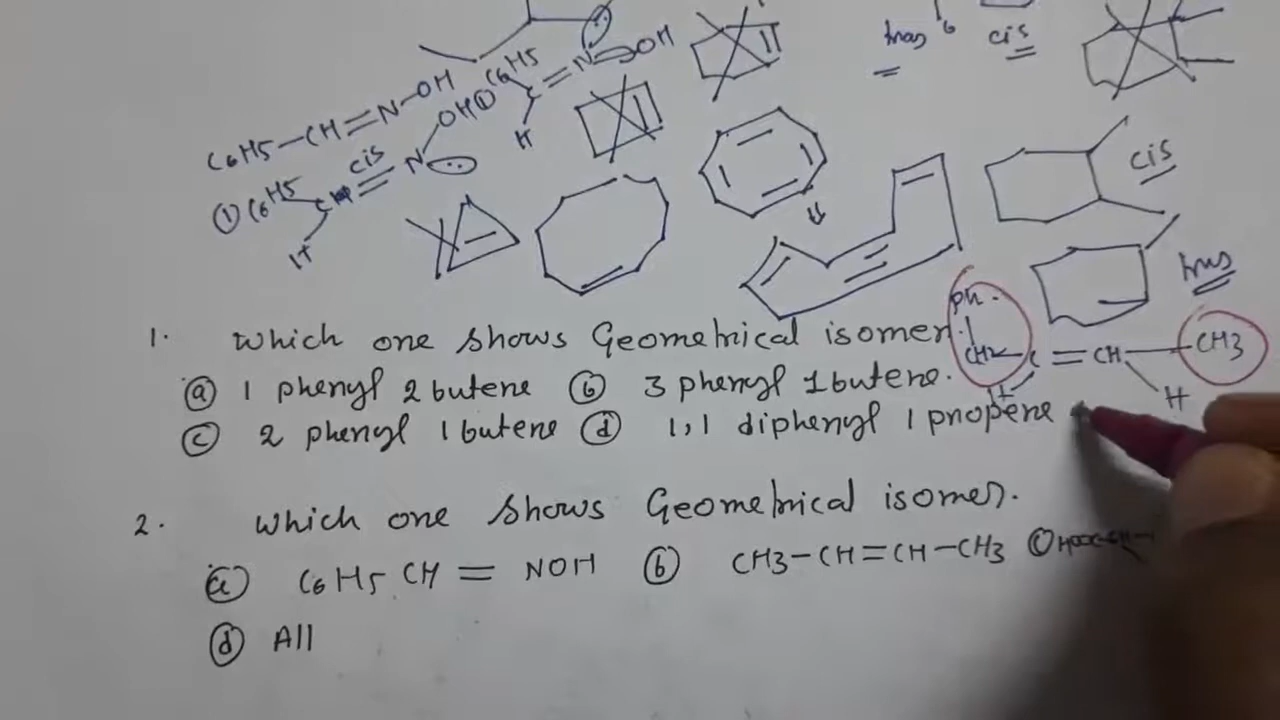 trans
cis
C6H5-CH=N-OH
C6H5
N
OH
H
OH
cis
① C6H5
N
H
cis
trans
ph.
1. Which one shows Geometrical isomer.
CH2-C=CH-CH3
H
H
ⓐ 1 phenyl 2 butene ⓑ 3 phenyl 1 butene.
ⓒ 2 phenyl 1 butene ⓓ 1,1 diphenyl 1 propene
2. Which one shows Geometrical isomer.
ⓐ C6H5 CH = NOH ⓑ CH3-CH=CH-CH3 ⓒ
ⓓ All